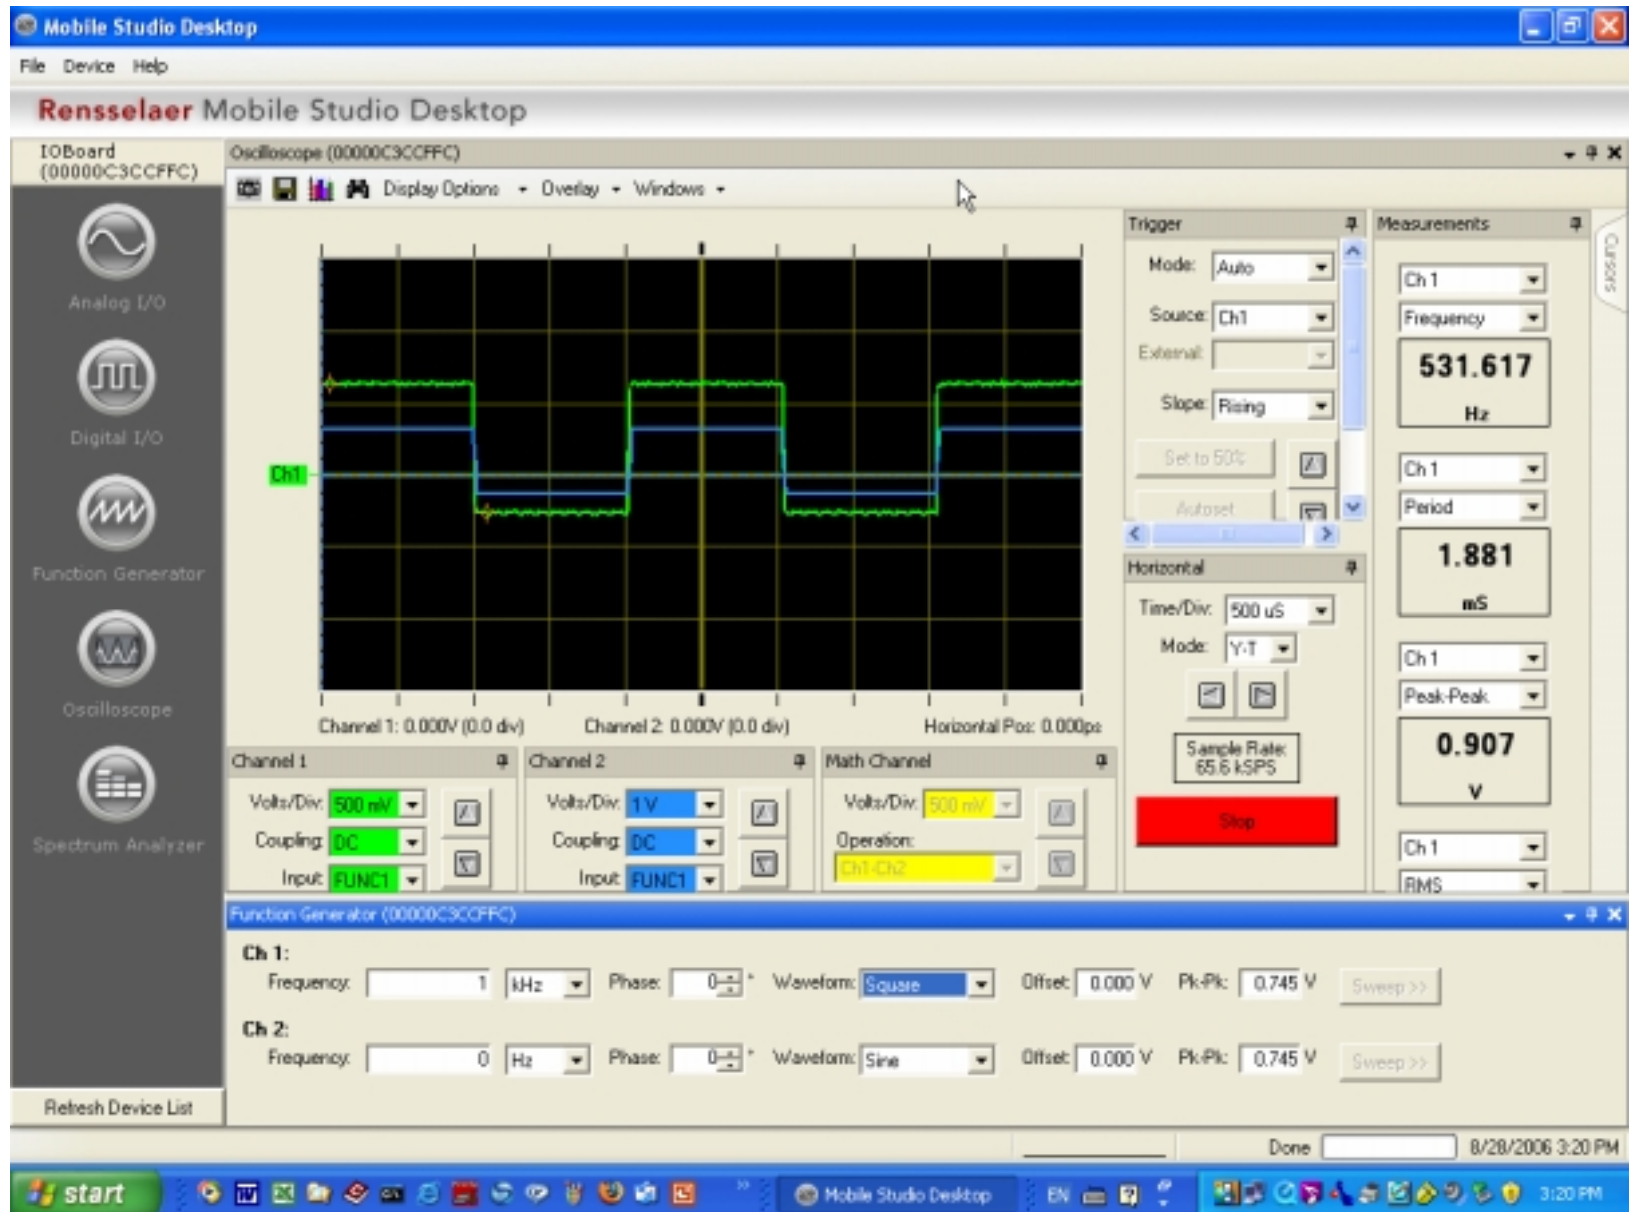 Mobile Studio Desktop
File Device Help
Rensselaer Mobile Studio Desktop
IOBoard
(00000C3CCFFC)
Analog I/O
Digital I/O
Function Generator
Oscilloscope
Spectrum Analyzer
Refresh Device List
Oscilloscope (00000C3CCFFC)
Display Options Overlay Windows
Ch1
Channel 1: 0.000V (0.0 div) Channel 2: 0.000V (0.0 div) Horizontal Pos: 0.000ps
Channel 1
Volts/Div: 500 mV
Coupling: DC
Input: FUNC1
Channel 2
Volts/Div: 1 V
Coupling: DC
Input: FUNC1
Math Channel
Volts/Div: 500 mV
Operation:
Ch1-Ch2
Trigger
Mode: Auto
Source: Ch1
External:
Slope: Rising
Set to 50%
Autoset
Horizontal
Time/Div: 500 uS
Mode: Y-T
Sample Rate:
65.6 kSPS
Stop
Measurements
Ch 1
Frequency
531.617
Hz
Ch 1
Period
1.881
mS
Ch 1
Peak-Peak
0.907
V
Ch 1
RMS
Cursors
Function Generator (00000C3CCFFC)
Ch 1:
Frequency: 1 kHz Phase: 0 ° Waveform: Square Offset: 0.000 V Pk-Pk: 0.745 V Sweep >>
Ch 2:
Frequency: 0 Hz Phase: 0 ° Waveform: Sine Offset: 0.000 V Pk-Pk: 0.745 V Sweep >>
Done 8/28/2006 3:20 PM
start Mobile Studio Desktop EN 3:20 PM